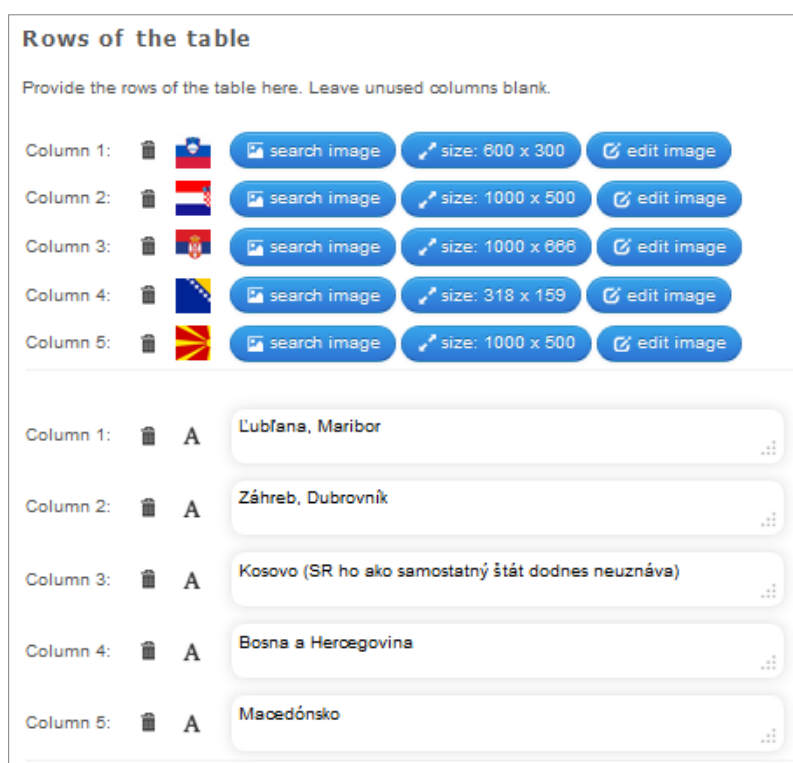 Rows of the table
Provide the rows of the table here. Leave unused columns blank.
Column 1: search image size: 600 x 300 edit image
Column 2: search image size: 1000 x 500 edit image
Column 3: search image size: 1000 x 666 edit image
Column 4: search image size: 318 x 159 edit image
Column 5: search image size: 1000 x 500 edit image
Column 1: A Ľubľana, Maribor
Column 2: A Záhreb, Dubrovník
Column 3: A Kosovo (SR ho ako samostatný štát dodnes neuznáva)
Column 4: A Bosna a Hercegovina
Column 5: A Macedónsko